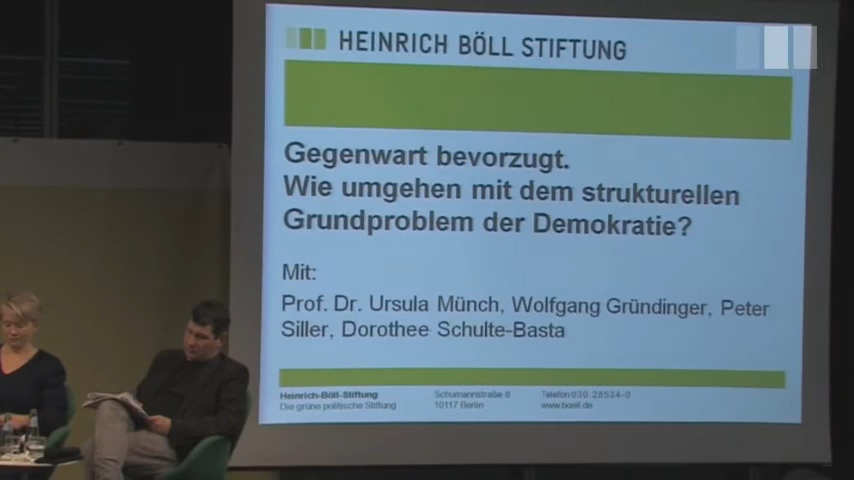 HEINRICH BÖLL STIFTUNG
Gegenwart bevorzugt.
Wie umgehen mit dem strukturellen
Grundproblem der Demokratie?
Mit:
Prof. Dr. Ursula Münch, Wolfgang Gründinger, Peter
Siller, Dorothee Schulte-Basta
Heinrich-Böll-Stiftung Schumannstraße 8 Telefon 030.28534-0
Die grüne politische Stiftung 10117 Berlin www.boell.de